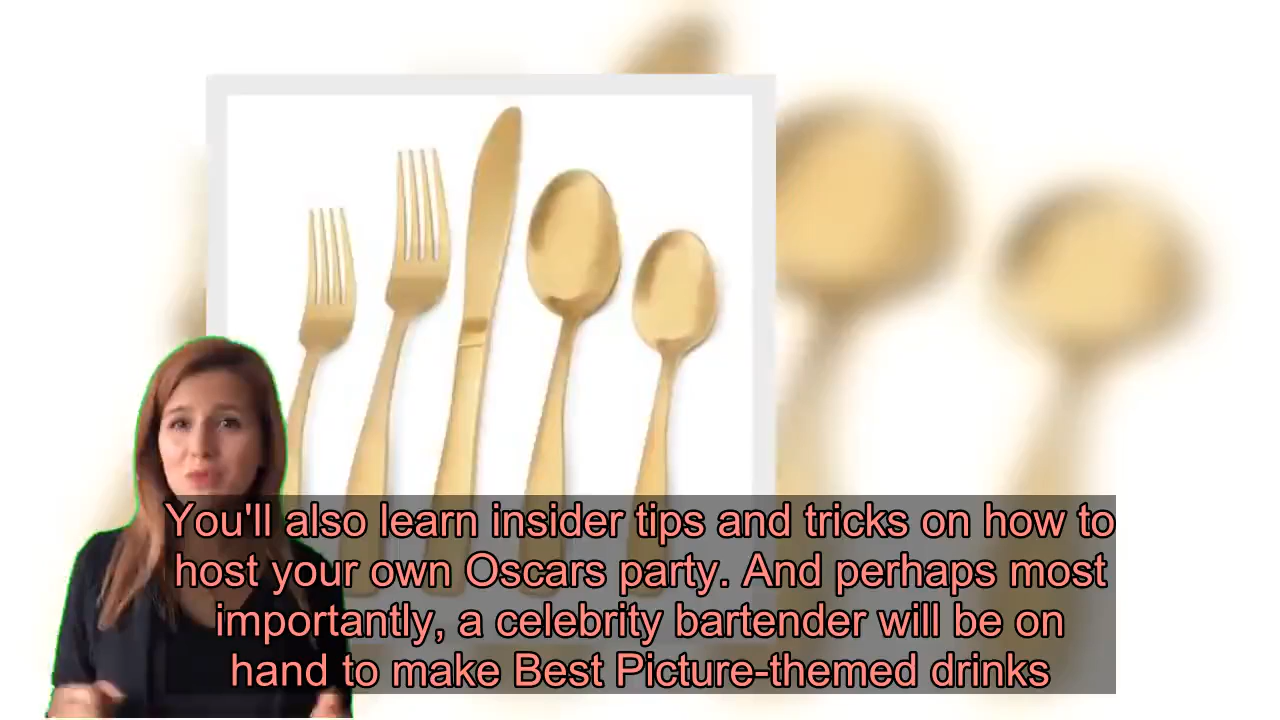 You'll also learn insider tips and tricks on how to
host your own Oscars party. And perhaps most
importantly, a celebrity bartender will be on
hand to make Best Picture-themed drinks